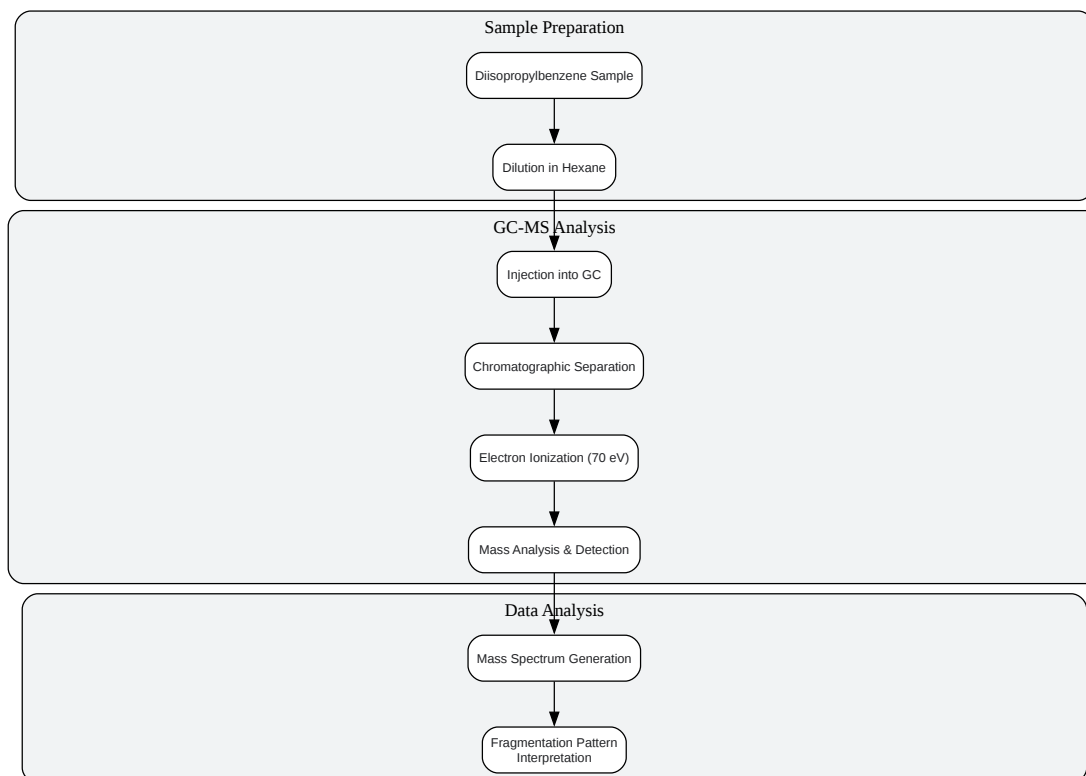 Sample Preparation
Diisopropylbenzene Sample
Dilution in Hexane
GC-MS Analysis
Injection into GC
Chromatographic Separation
Electron Ionization (70 eV)
Mass Analysis & Detection
Data Analysis
Mass Spectrum Generation
Fragmentation Pattern
Interpretation